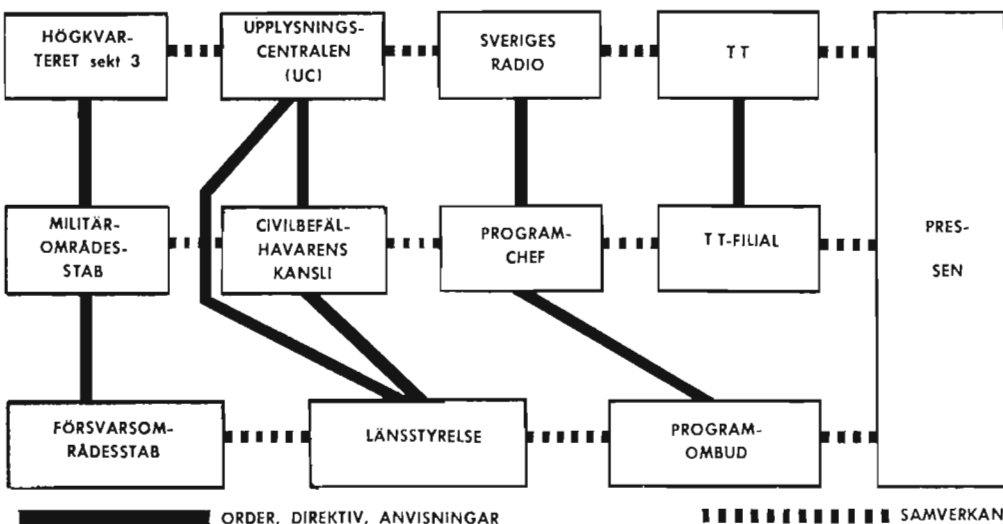 HÖGKVAR-
TERET sekt 3
UPPLYSNINGS-
CENTRALEN
(UC)
SVERIGES
RADIO
TT
MILITÄR-
OMRÅDES-
STAB
CIVILBEFÄL-
HAVARENS
KANSLI
PROGRAM-
CHEF
TT-FILIAL
PRES-
SEN
FÖRSVARSOM-
RÅDESSTAB
LÄNSSTYRELSE
PROGRAM-
OMBUD
ORDER, DIREKTIV, ANVISNINGAR
SAMVERKAN